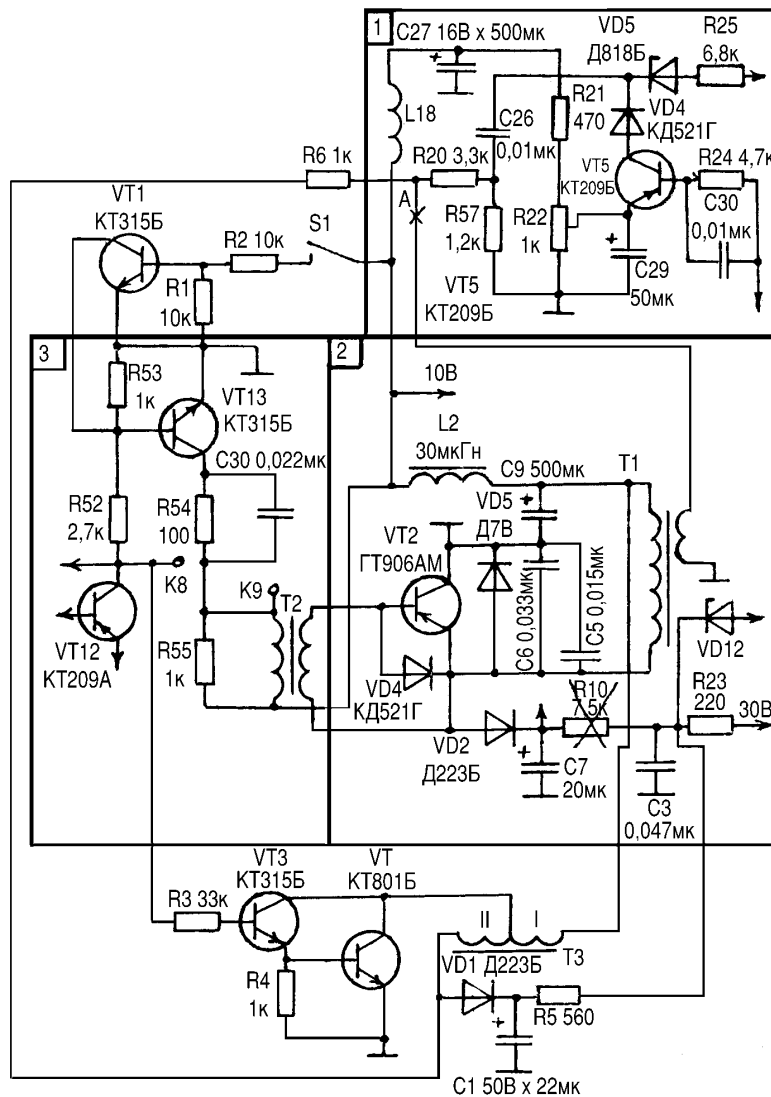 1
C27 16В х 500мк
VD5
Д818Б
R25
6,8к
L18
C26
0,01мк
R21
470
VD4
КД521Г
R6 1к
R20 3,3к
VT5
КТ209Б
R24 4,7к
C30
0,01мк
VT1
КТ315Б
A
S1
R2 10к
R57
1,2к
R22
1к
C29
50мк
R1
10к
VT5
КТ209Б
3
2
R53
1к
VT13
КТ315Б
10В
L2
30мкГн
C9 500мк
T1
C30 0,022мк
R52
2,7к
R54
100
VD5
Д7В
VT2
ГТ906АМ
K8
K9
T2
C6 0,033мк
C5 0,015мк
VT12
КТ209А
R55
1к
VD4
КД521Г
VD12
R10
7,5к
R23
220
30В
VD2
Д223Б
C7
20мк
C3
0,047мк
VT3
КТ315Б
VT
КТ801Б
R3 33к
II
I
R4
1к
VD1 Д223Б
T3
R5 560
C1 50В х 22мк